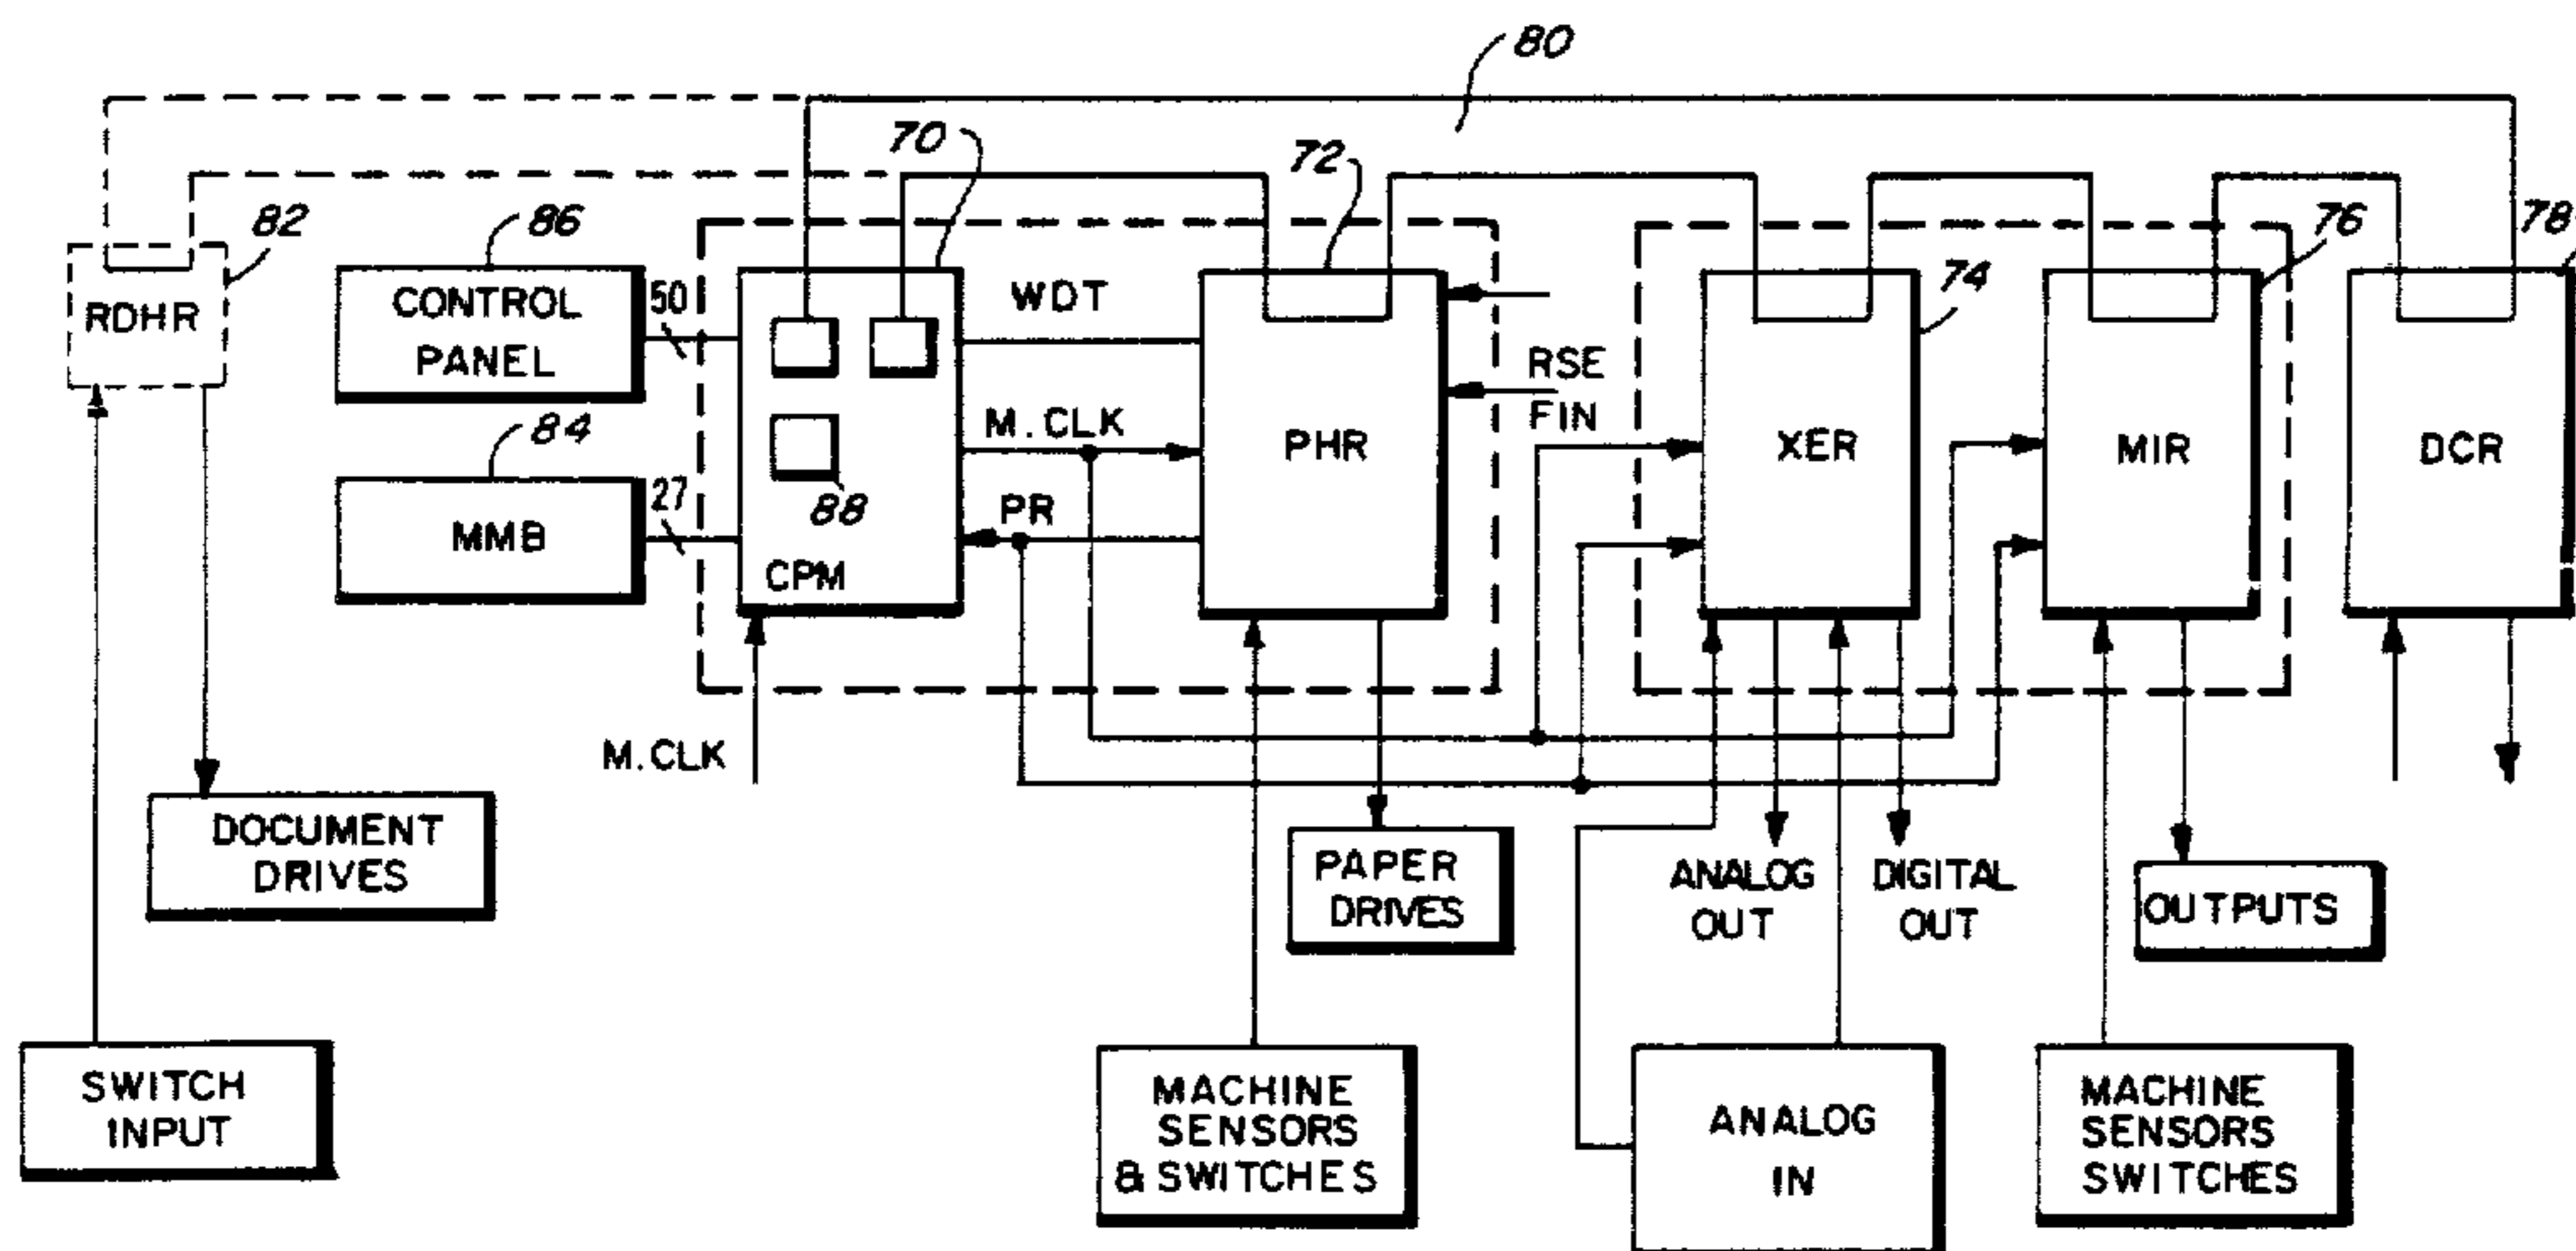 80
70
72
82
86
76
78
74
RDHR
CONTROL
PANEL
50
WDT
RSE
FIN
84
M.CLK
PHR
XER
MIR
DCR
MMB
27
88
PR
CPM
M.CLK
DOCUMENT
DRIVES
PAPER
DRIVES
ANALOG
OUT
DIGITAL
OUT
OUTPUTS
SWITCH
INPUT
MACHINE
SENSORS
& SWITCHES
ANALOG
IN
MACHINE
SENSORS
SWITCHES